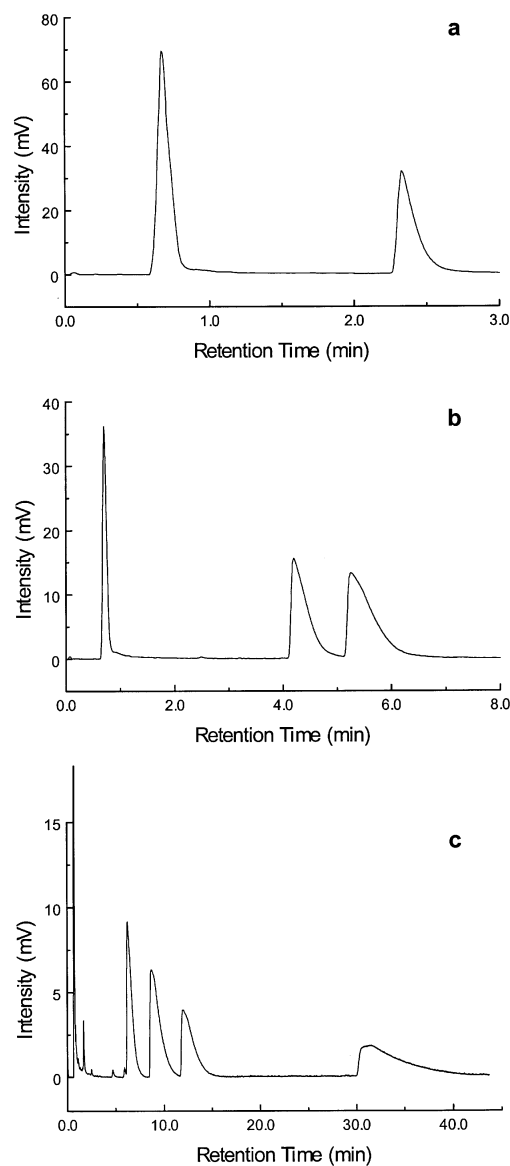 a
80
60
40
20
0
Intensity (mV)
0.0 1.0 2.0 3.0
Retention Time (min)
b
40
30
20
10
0
Intensity (mV)
0.0 2.0 4.0 6.0 8.0
Retention Time (min)
c
15
10
5
0
Intensity (mV)
0.0 10.0 20.0 30.0 40.0
Retention Time (min)